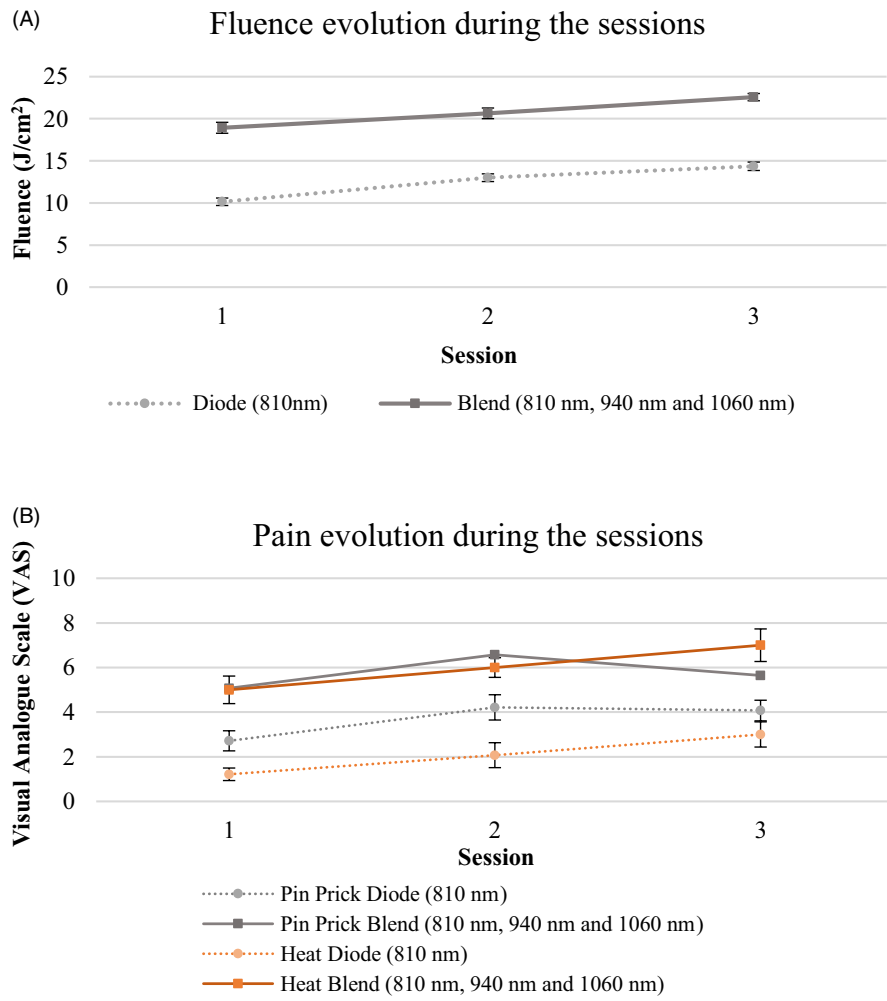 (A)
Fluence evolution during the sessions
Fluence (J/cm²)
25
20
15
10
5
0
1 2 3
Session
Diode (810nm) Blend (810 nm, 940 nm and 1060 nm)
(B)
Pain evolution during the sessions
Visual Analogue Scale (VAS)
10
8
6
4
2
0
1 2 3
Session
Pin Prick Diode (810 nm)
Pin Prick Blend (810 nm, 940 nm and 1060 nm)
Heat Diode (810 nm)
Heat Blend (810 nm, 940 nm and 1060 nm)